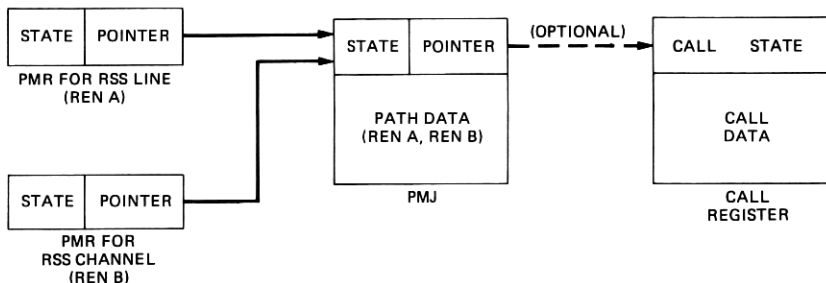 STATE POINTER
PMR FOR RSS LINE
(REN A)
STATE POINTER
PMR FOR
RSS CHANNEL
(REN B)
STATE POINTER
PATH DATA
(REN A, REN B)
PMJ
(OPTIONAL)
CALL STATE
CALL
DATA
CALL
REGISTER